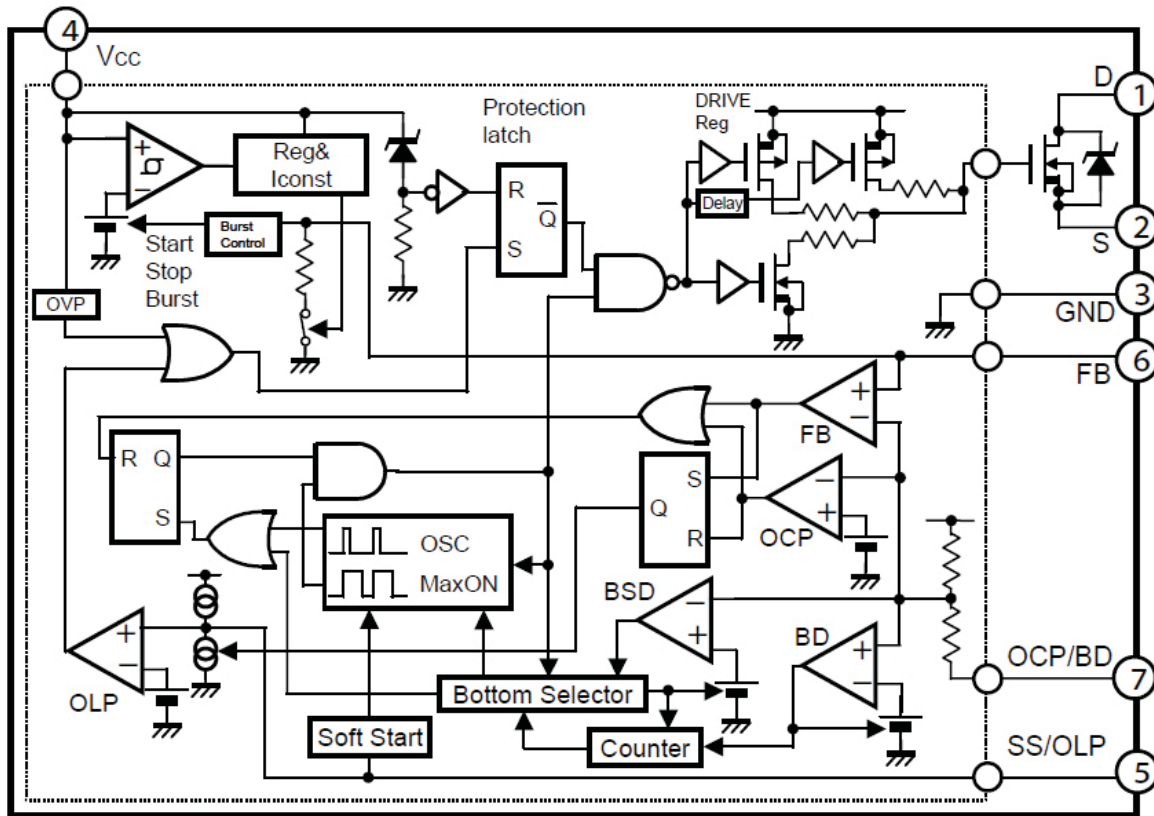 4
Vcc
D
1
Protection
latch
DRIVE
Reg
+
−
Reg&
Iconst
R
Q
S
Delay
Burst
Control
Start
Stop
Burst
2
S
OVP
3
GND
6
FB
+
−
FB
R
Q
S
S
Q
R
−
+
OCP
OSC
MaxON
BSD
−
+
BD
+
−
+
−
OLP
OCP/BD
7
Bottom Selector
Soft Start
Counter
SS/OLP
5